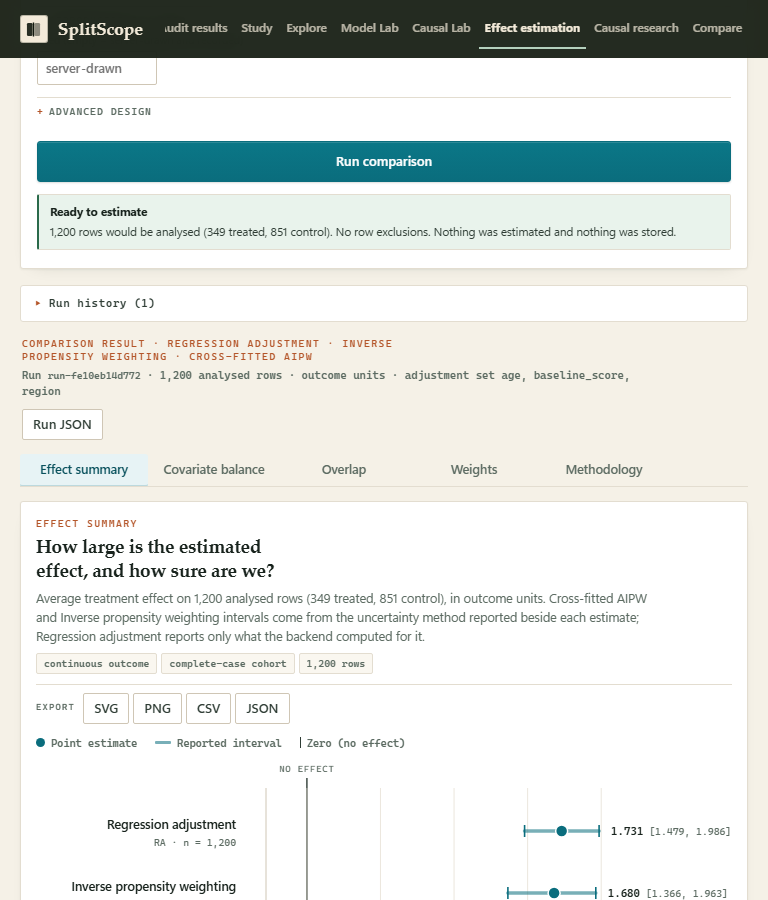 SplitScope
Audit results Study Explore Model Lab Causal Lab Effect estimation Causal research Compare
server-drawn
+ ADVANCED DESIGN
Run comparison
Ready to estimate
1,200 rows would be analysed (349 treated, 851 control). No row exclusions. Nothing was estimated and nothing was stored.
▸ Run history (1)
COMPARISON RESULT · REGRESSION ADJUSTMENT · INVERSE
PROPENSITY WEIGHTING · CROSS-FITTED AIPW
Run run-fe10eb14d772 · 1,200 analysed rows · outcome units · adjustment set age, baseline_score,
region
Run JSON
Effect summary Covariate balance Overlap Weights Methodology
EFFECT SUMMARY
How large is the estimated
effect, and how sure are we?
Average treatment effect on 1,200 analysed rows (349 treated, 851 control), in outcome units. Cross-fitted AIPW
and Inverse propensity weighting intervals come from the uncertainty method reported beside each estimate;
Regression adjustment reports only what the backend computed for it.
continuous outcome complete-case cohort 1,200 rows
EXPORT SVG PNG CSV JSON
Point estimate Reported interval Zero (no effect)
NO EFFECT
Regression adjustment
RA · n = 1,200
1.731 [1.479, 1.986]
Inverse propensity weighting
1.680 [1.366, 1.963]